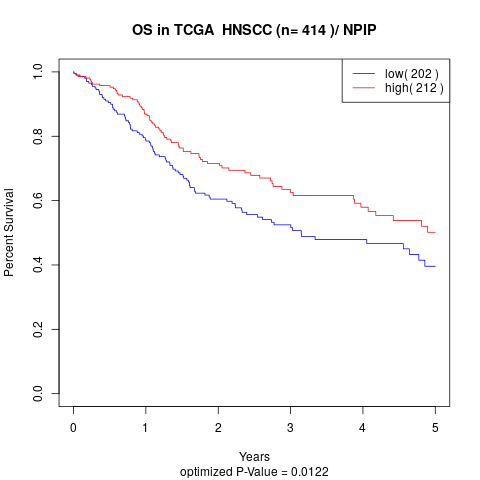 OS in TCGA HNSCC (n= 414 )/ NPIP
low( 202 )
high( 212 )
Percent Survival
1.0
0.8
0.6
0.4
0.2
0.0
0 1 2 3 4 5
Years
optimized P-Value = 0.0122